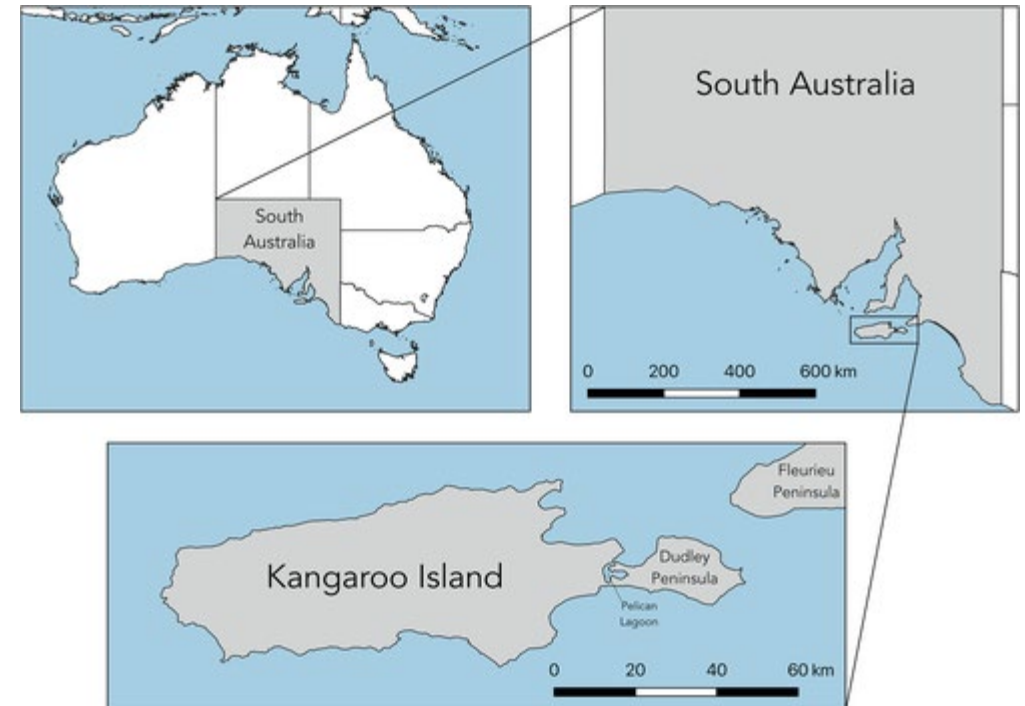 South
Australia
South Australia
0 200 400 600 km
Fleurieu
Peninsula
Kangaroo Island
Dudley
Peninsula
Pelican
Lagoon
0 20 40 60 km